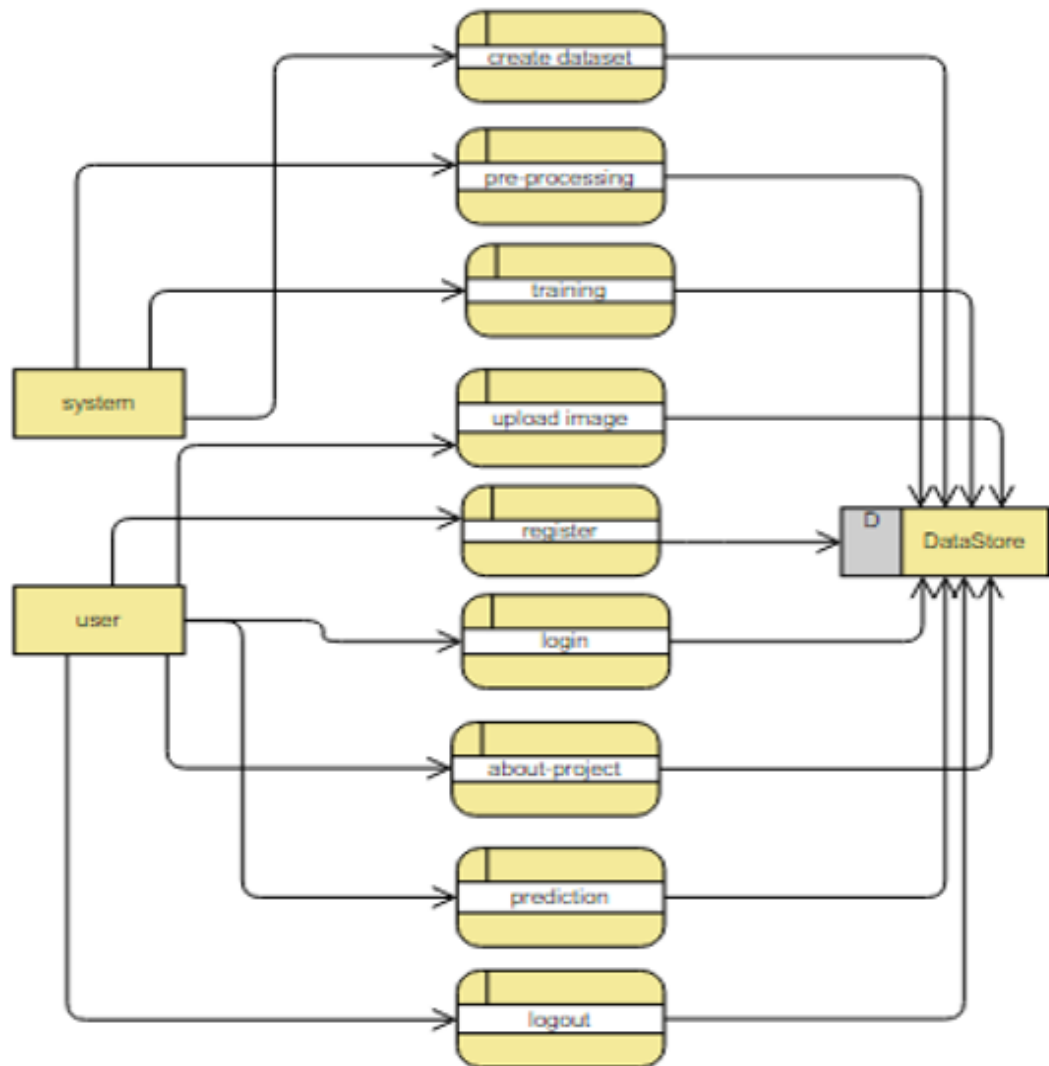 create dataset
pre-processing
training
system
upload image
register
D
DataStore
user
login
about-project
prediction
logout